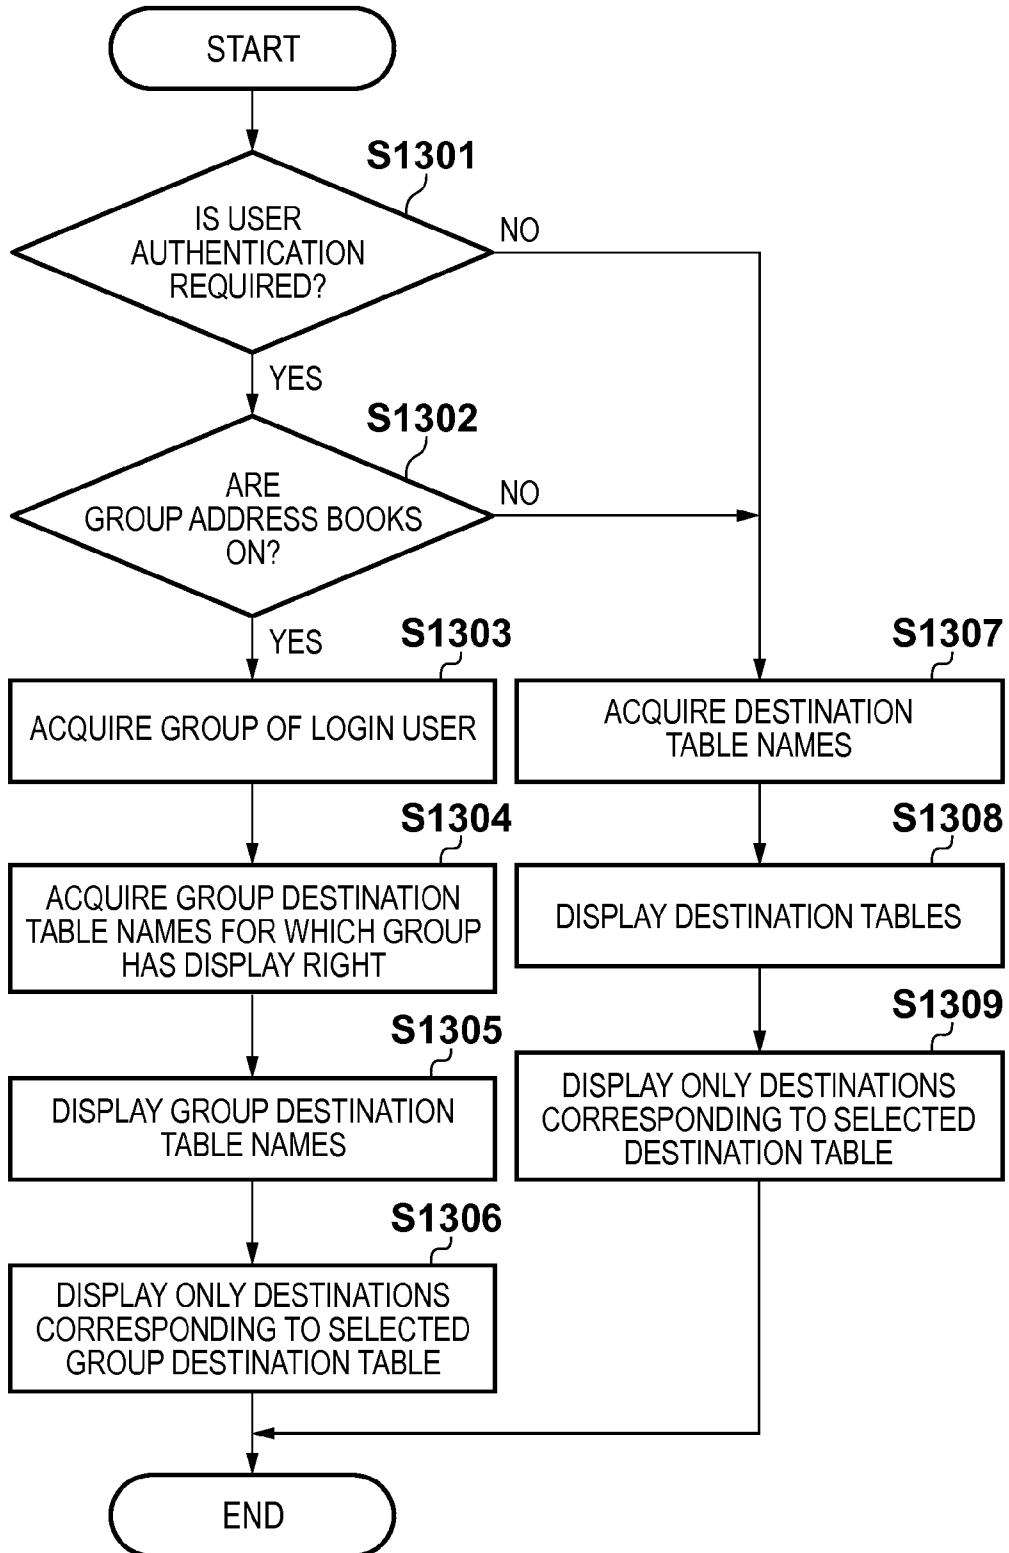 START
S1301
IS USER
AUTHENTICATION
REQUIRED?
NO
YES
S1302
ARE
GROUP ADDRESS BOOKS
ON?
NO
YES
S1303
ACQUIRE GROUP OF LOGIN USER
S1304
ACQUIRE GROUP DESTINATION
TABLE NAMES FOR WHICH GROUP
HAS DISPLAY RIGHT
S1305
DISPLAY GROUP DESTINATION
TABLE NAMES
S1306
DISPLAY ONLY DESTINATIONS
CORRESPONDING TO SELECTED
GROUP DESTINATION TABLE
S1307
ACQUIRE DESTINATION
TABLE NAMES
S1308
DISPLAY DESTINATION TABLES
S1309
DISPLAY ONLY DESTINATIONS
CORRESPONDING TO SELECTED
DESTINATION TABLE
END